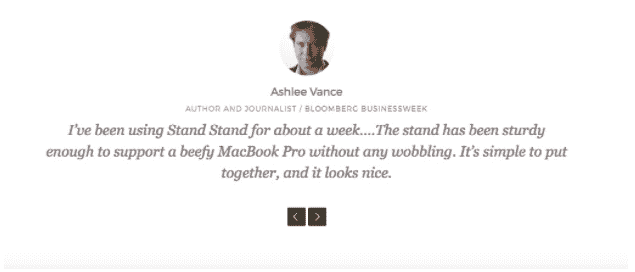 Ashlee Vance
AUTHOR AND JOURNALIST / BLOOMBERG BUSINESSWEEK
I've been using Stand Stand for about a week....The stand has been sturdy
enough to support a beefy MacBook Pro without any wobbling. It's simple to put
together, and it looks nice.